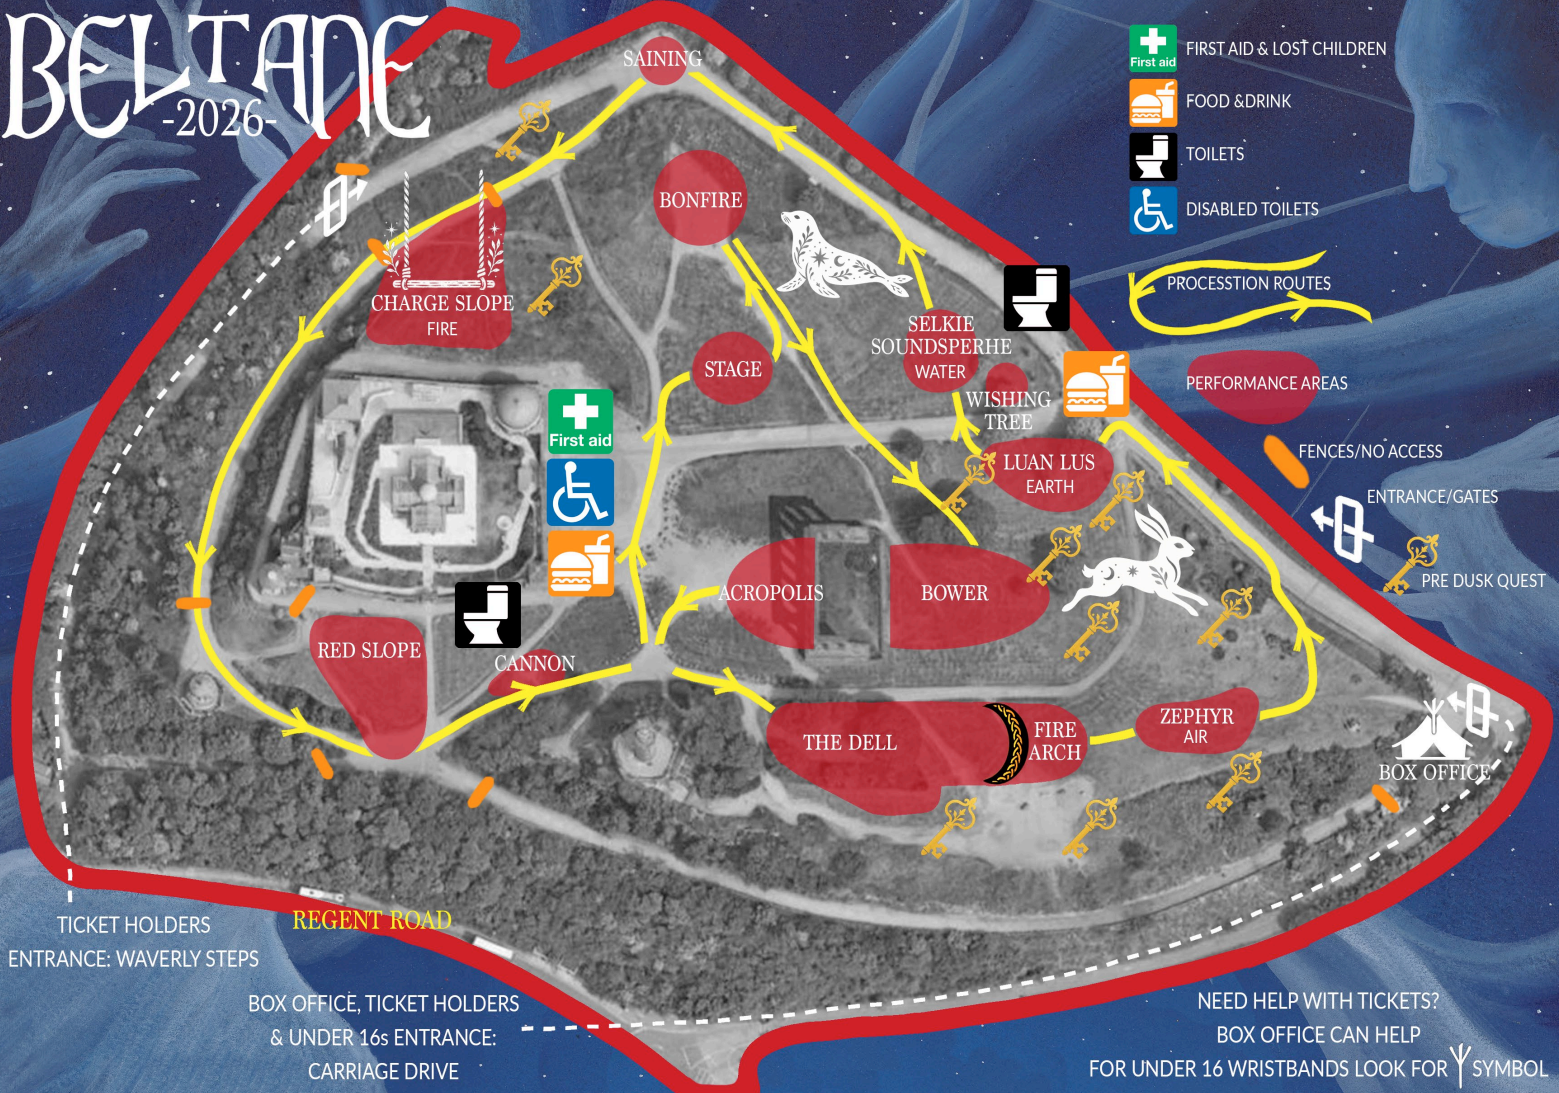 BELTANE
-2026-
SAINING
BONFIRE
CHARGE SLOPE
FIRE
STAGE
SELKIE
SOUNDSPERHE
WATER
WISHING
TREE
LUAN LUS
EARTH
First aid
ACROPOLIS
BOWER
RED SLOPE
CANNON
THE DELL
FIRE
ARCH
ZEPHYR
AIR
BOX OFFICE
First aid
FIRST AID & LOST CHILDREN
FOOD &DRINK
TOILETS
DISABLED TOILETS
PROCESSTION ROUTES
PERFORMANCE AREAS
FENCES/NO ACCESS
ENTRANCE/GATES
PRE DUSK QUEST
TICKET HOLDERS
ENTRANCE: WAVERLY STEPS
REGENT ROAD
BOX OFFICE, TICKET HOLDERS
& UNDER 16s ENTRANCE:
CARRIAGE DRIVE
NEED HELP WITH TICKETS?
BOX OFFICE CAN HELP
FOR UNDER 16 WRISTBANDS LOOK FOR SYMBOL